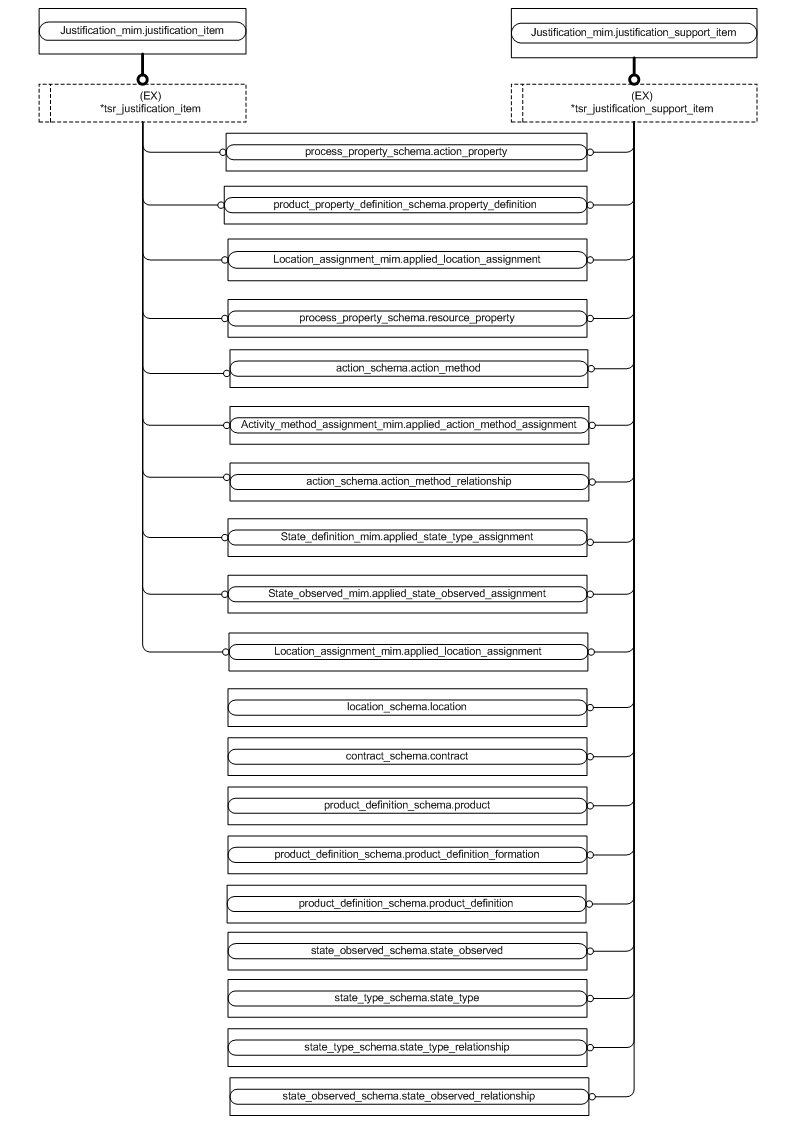 Justification_mim.justification_item
Justification_mim.justification_support_item
(EX)
*tsr_justification_item
(EX)
*tsr_justification_support_item
process_property_schema.action_property
product_property_definition_schema.property_definition
Location_assignment_mim.applied_location_assignment
process_property_schema.resource_property
action_schema.action_method
Activity_method_assignment_mim.applied_action_method_assignment
action_schema.action_method_relationship
State_definition_mim.applied_state_type_assignment
State_observed_mim.applied_state_observed_assignment
Location_assignment_mim.applied_location_assignment
location_schema.location
contract_schema.contract
product_definition_schema.product
product_definition_schema.product_definition_formation
product_definition_schema.product_definition
state_observed_schema.state_observed
state_type_schema.state_type
state_type_schema.state_type_relationship
state_observed_schema.state_observed_relationship